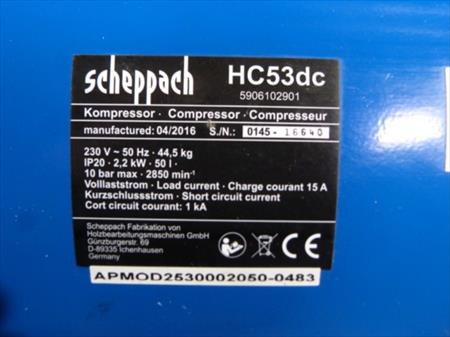 scheppach
HC53dc
5906102901
Kompressor · Compressor · Compresseur
manufactured: 04/2016 S./N.: 0145 - 16640
230 V ~ 50 Hz · 44,5 kg
IP20 · 2,2 kW · 50 l ·
10 bar max · 2850 min⁻¹
Volllaststrom · Load current · Charge courant 15 A
Kurzschlussstrom · Short circuit current
Cort circuit courant: 1 kA
Scheppach Fabrikation von
Holzbearbeitungsmaschinen GmbH
Günzburgerstr. 69
D-89335 Ichenhausen
Germany
CE
APMOD2530002050-0483